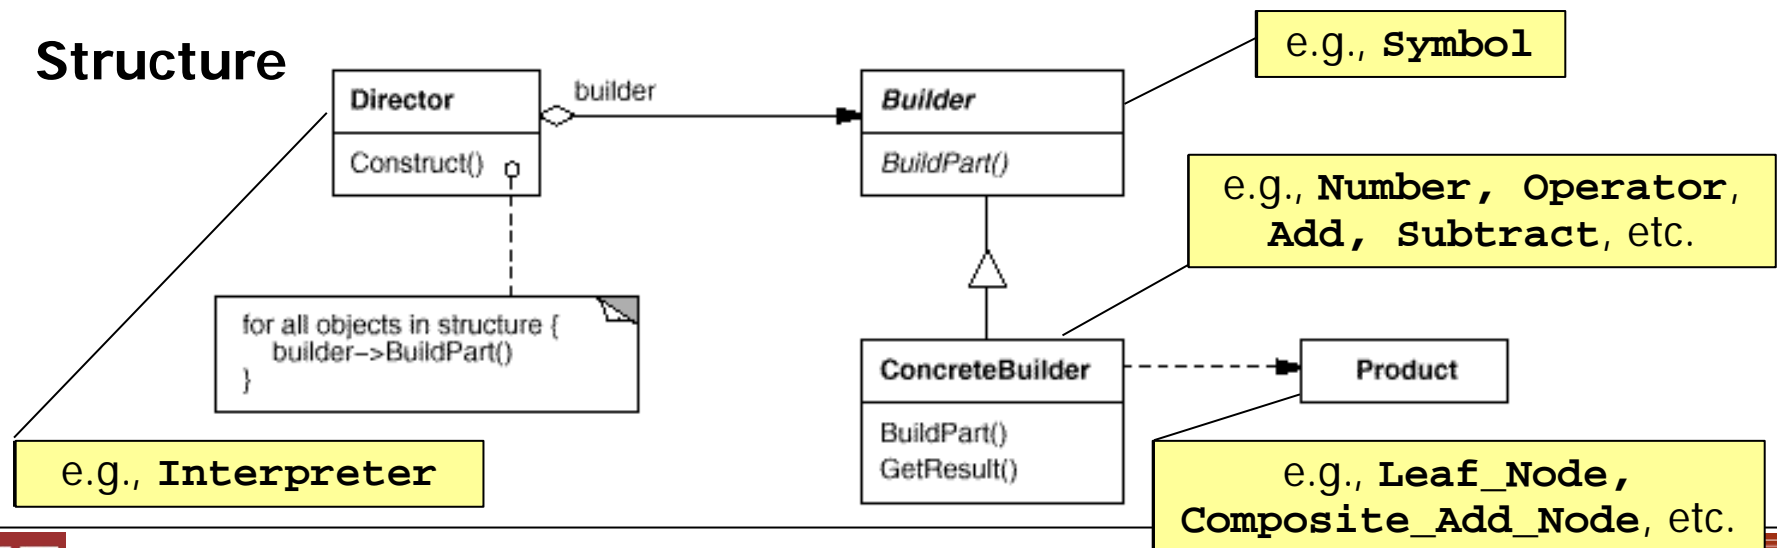 Structure
e.g., Symbol
Director
builder
Builder
Construct()
BuildPart()
e.g., Number, Operator,
Add, Subtract, etc.
for all objects in structure {
builder->BuildPart()
}
ConcreteBuilder
Product
BuildPart()
GetResult()
e.g., Interpreter
e.g., Leaf_Node,
Composite_Add_Node, etc.